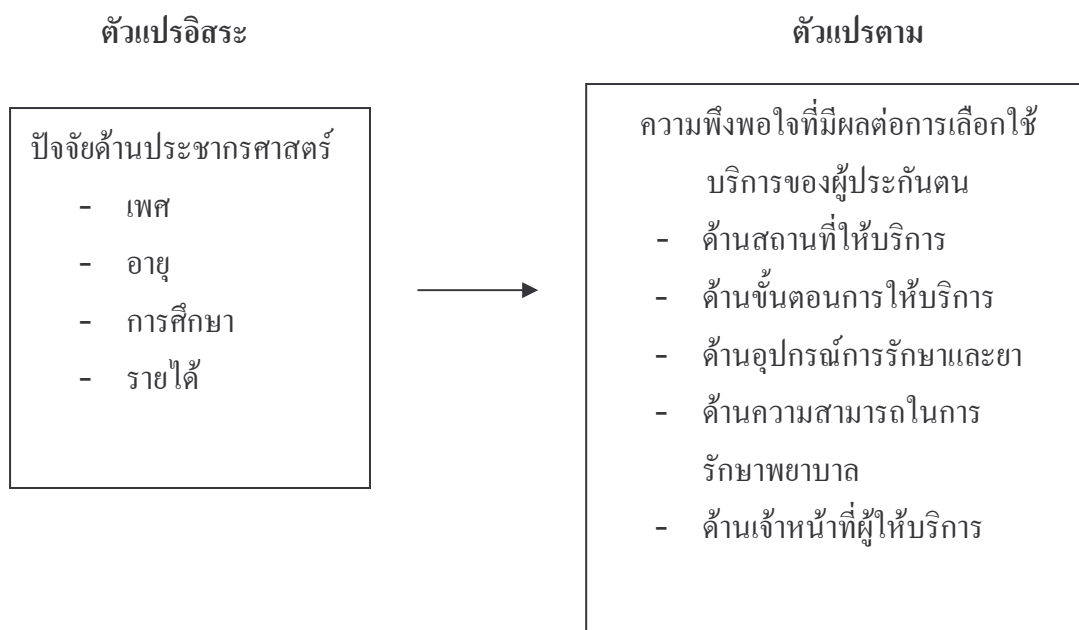 ตัวแปรอิสระ
ตัวแปรตาม
ปัจจัยด้านประชากรศาสตร์
- เพศ
- อายุ
- การศึกษา
- รายได้
ความพึงพอใจที่มีผลต่อการเลือกใช้
บริการของผู้ประกันตน
- ด้านสถานที่ให้บริการ
- ด้านขั้นตอนการให้บริการ
- ด้านอุปกรณ์การรักษาและยา
- ด้านความสามารถในการ
รักษาพยาบาล
- ด้านเจ้าหน้าที่ผู้ให้บริการ